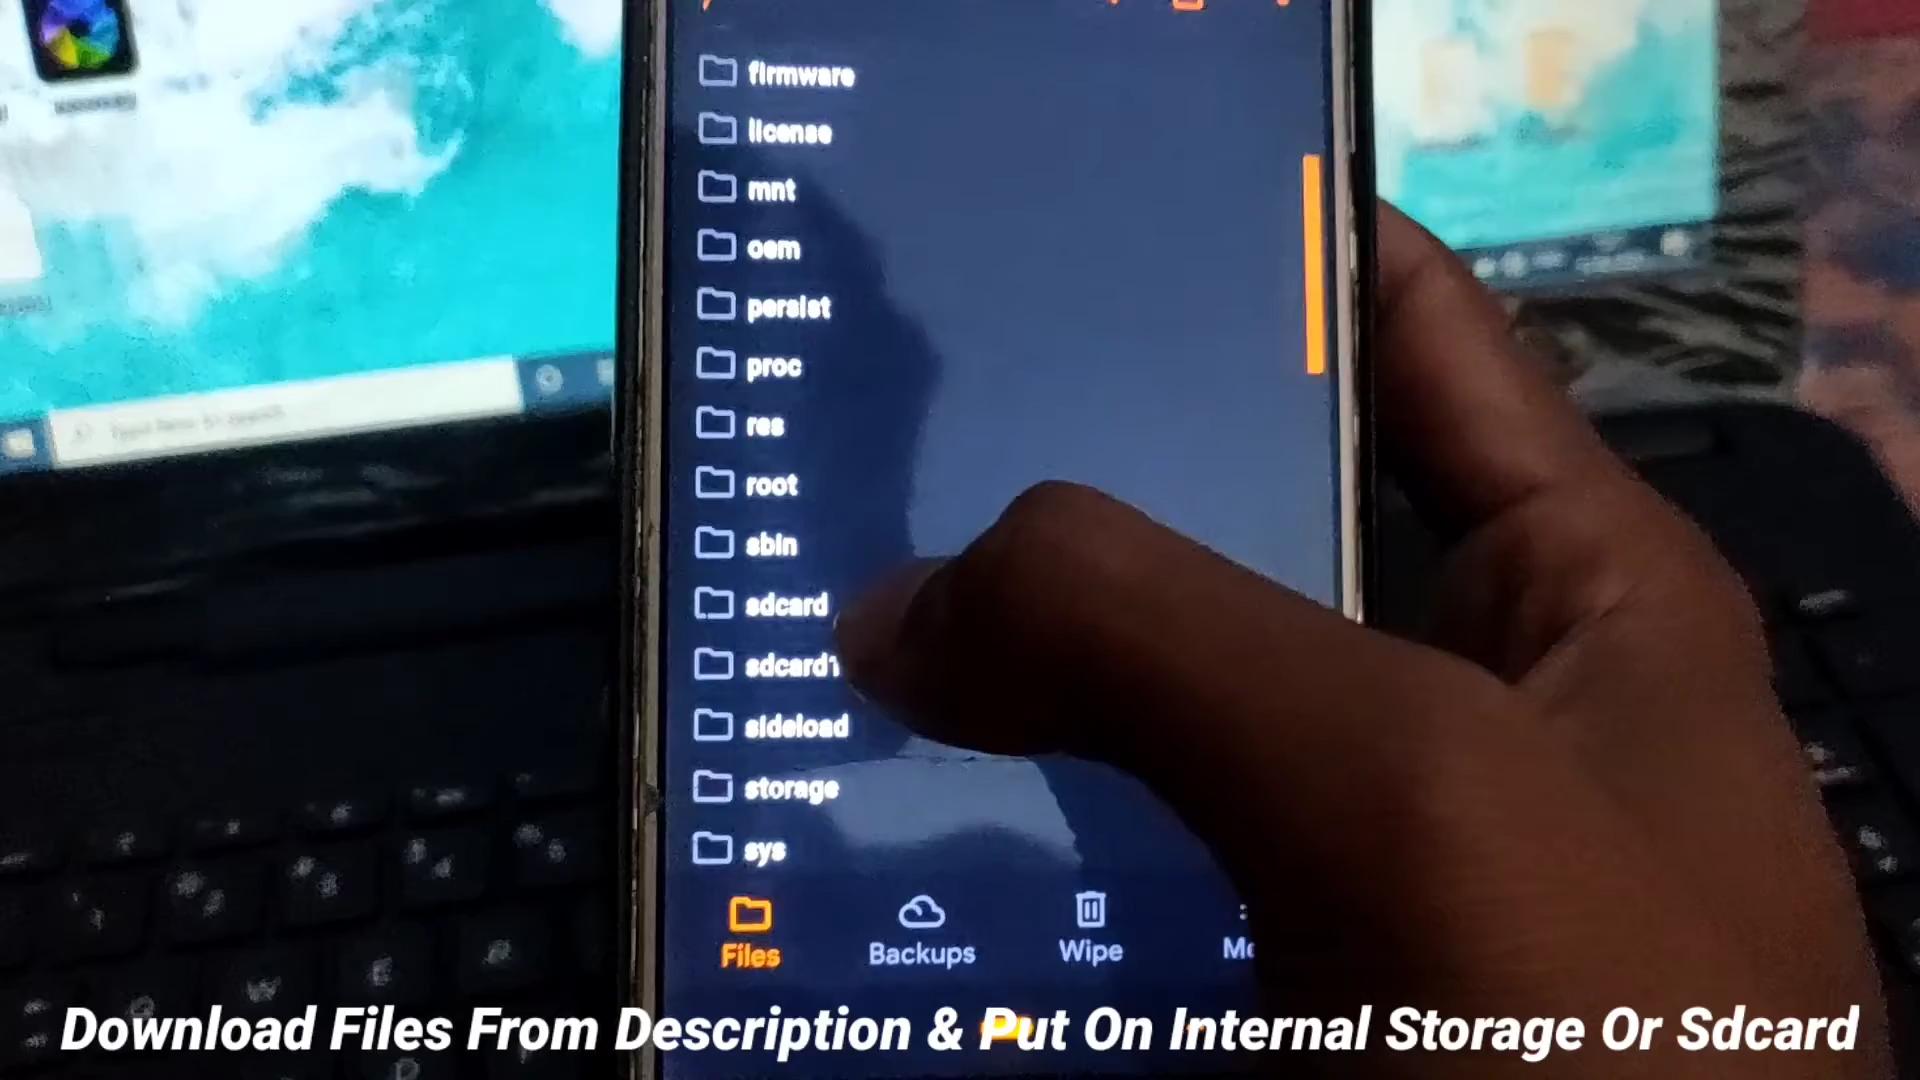 firmware
license
mnt
oem
persist
proc
res
root
sbin
sdcard
sdcard1
sideload
storage
sys
Files
Backups
Wipe
Download Files From Description & Put On Internal Storage Or Sdcard